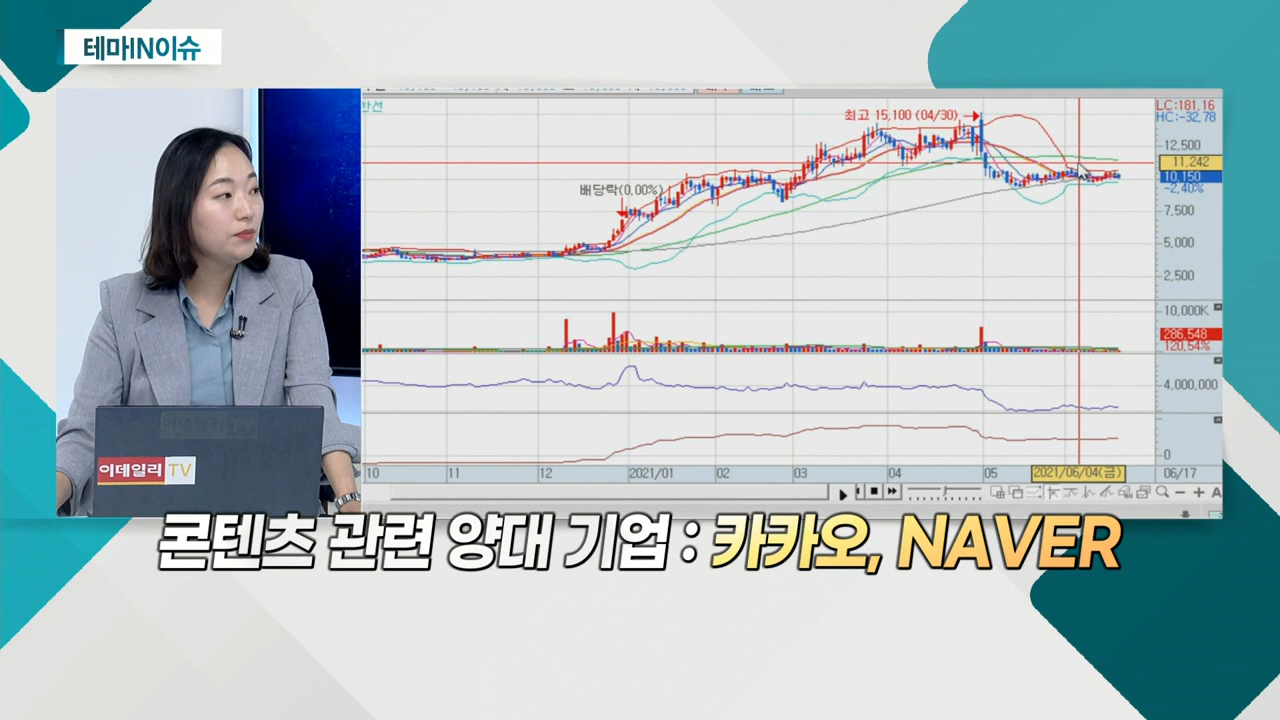 테마IN이슈
한선
최고 15,100 (04/30)
LC:181.16
HC:-32.78
12,500
11,242
10,150
-2.40%
배당락(0.00%)
7,500
5,000
2,500
10,000K
286,548
120.54%
4,000,000
0
이데일리TV
10 11 12 2021/01 02 03 04 05 2021/06/04(금) 06/17
A
콘텐츠 관련 양대 기업 : 카카오, NAVER